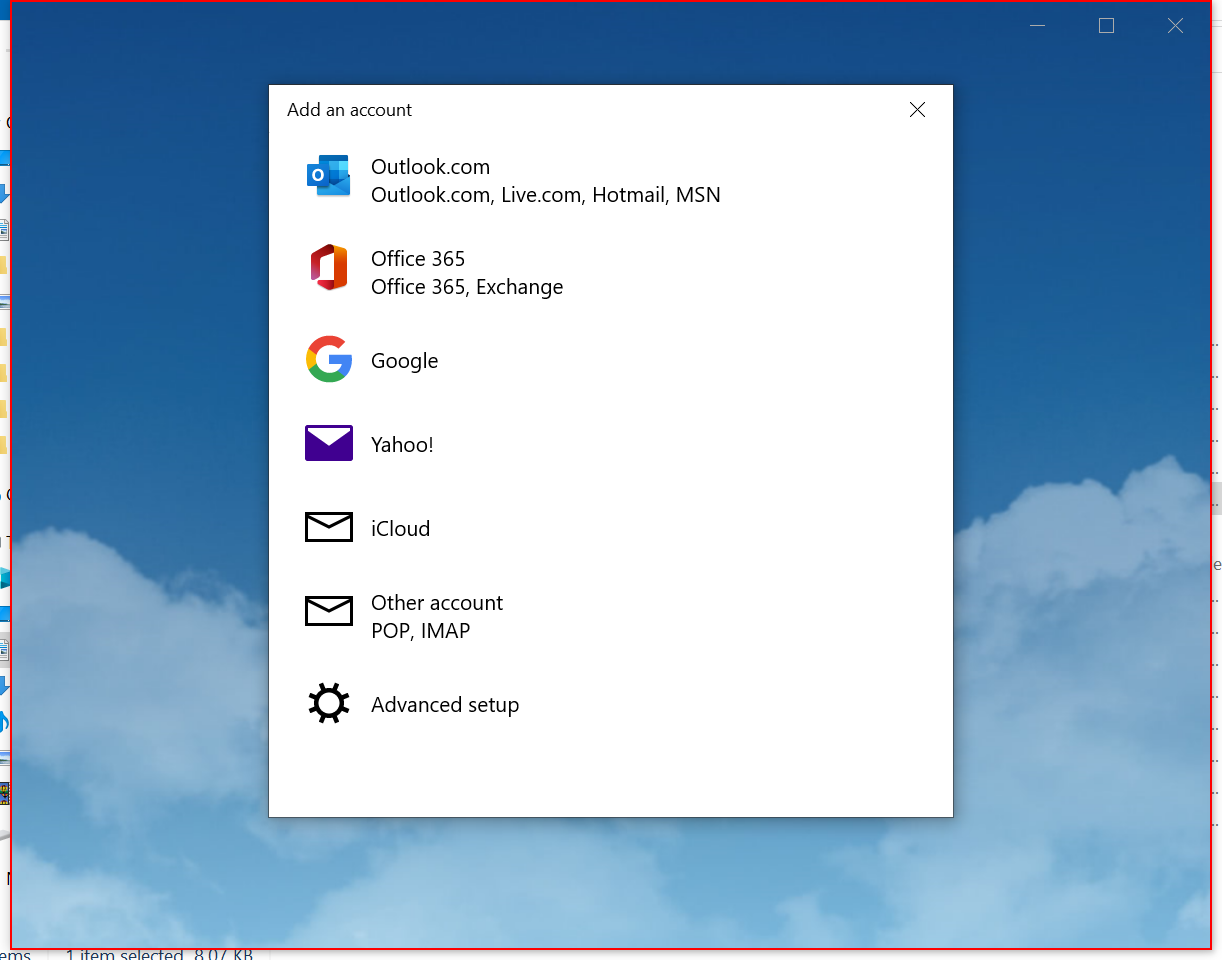 Add an account
Outlook.com
Outlook.com, Live.com, Hotmail, MSN
Office 365
Office 365, Exchange
Google
Yahoo!
iCloud
Other account
POP, IMAP
Advanced setup
1 item selected 8.07 KB